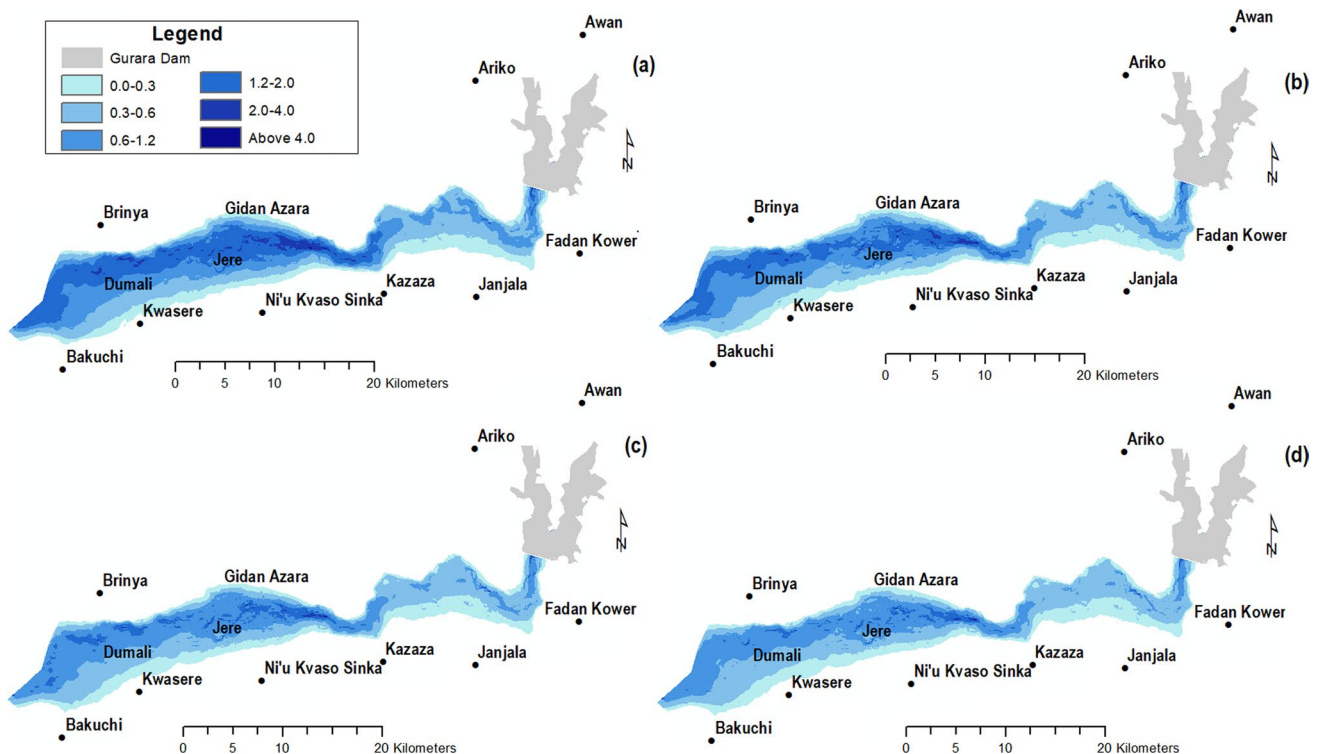 Legend
Gurara Dam
0.0-0.3
1.2-2.0
0.3-0.6
2.0-4.0
0.6-1.2
Above 4.0
(a)
Awan
Ariko
N
Brinya
Gidan Azara
Fadan Kower
Jere
Dumali
Kazaza
Janjala
Ni'u Kvaso Sinka
Kwasere
Bakuchi
0 5 10 20 Kilometers
(b)
Awan
Ariko
N
Brinya
Gidan Azara
Fadan Kower
Jere
Dumali
Kazaza
Janjala
Ni'u Kvaso Sinka
Kwasere
Bakuchi
0 5 10 20 Kilometers
(c)
Awan
Ariko
N
Brinya
Gidan Azara
Fadan Kower
Jere
Dumali
Kazaza
Janjala
Ni'u Kvaso Sinka
Kwasere
Bakuchi
0 5 10 20 Kilometers
(d)
Awan
Ariko
N
Brinya
Gidan Azara
Fadan Kower
Jere
Dumali
Kazaza
Janjala
Ni'u Kvaso Sinka
Kwasere
Bakuchi
0 5 10 20 Kilometers